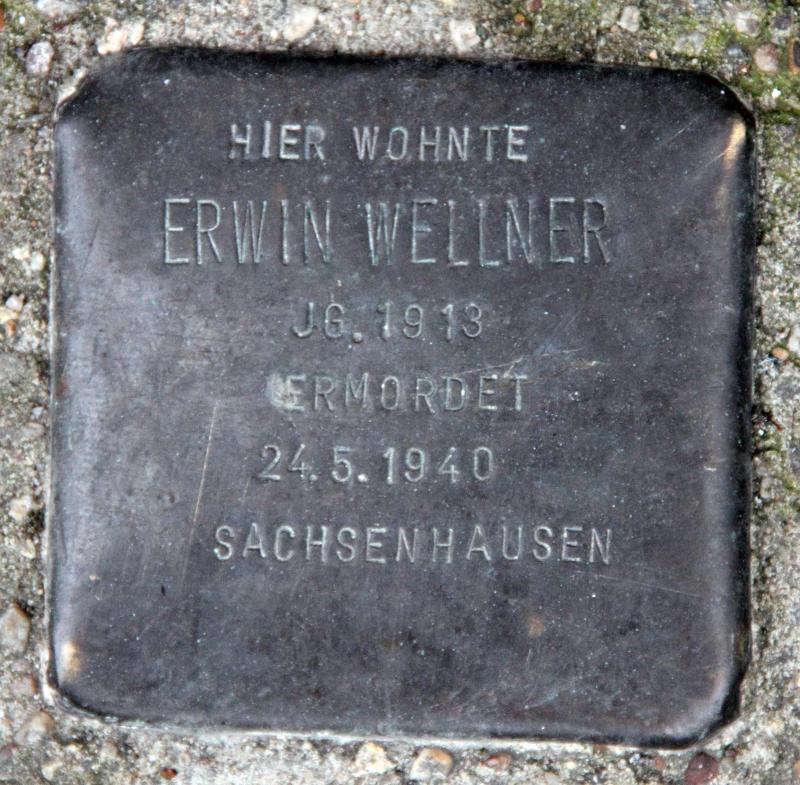 HIER WOHNTE
ERWIN WELLNER
JG. 1913
ERMORDET
24.5.1940
SACHSENHAUSEN